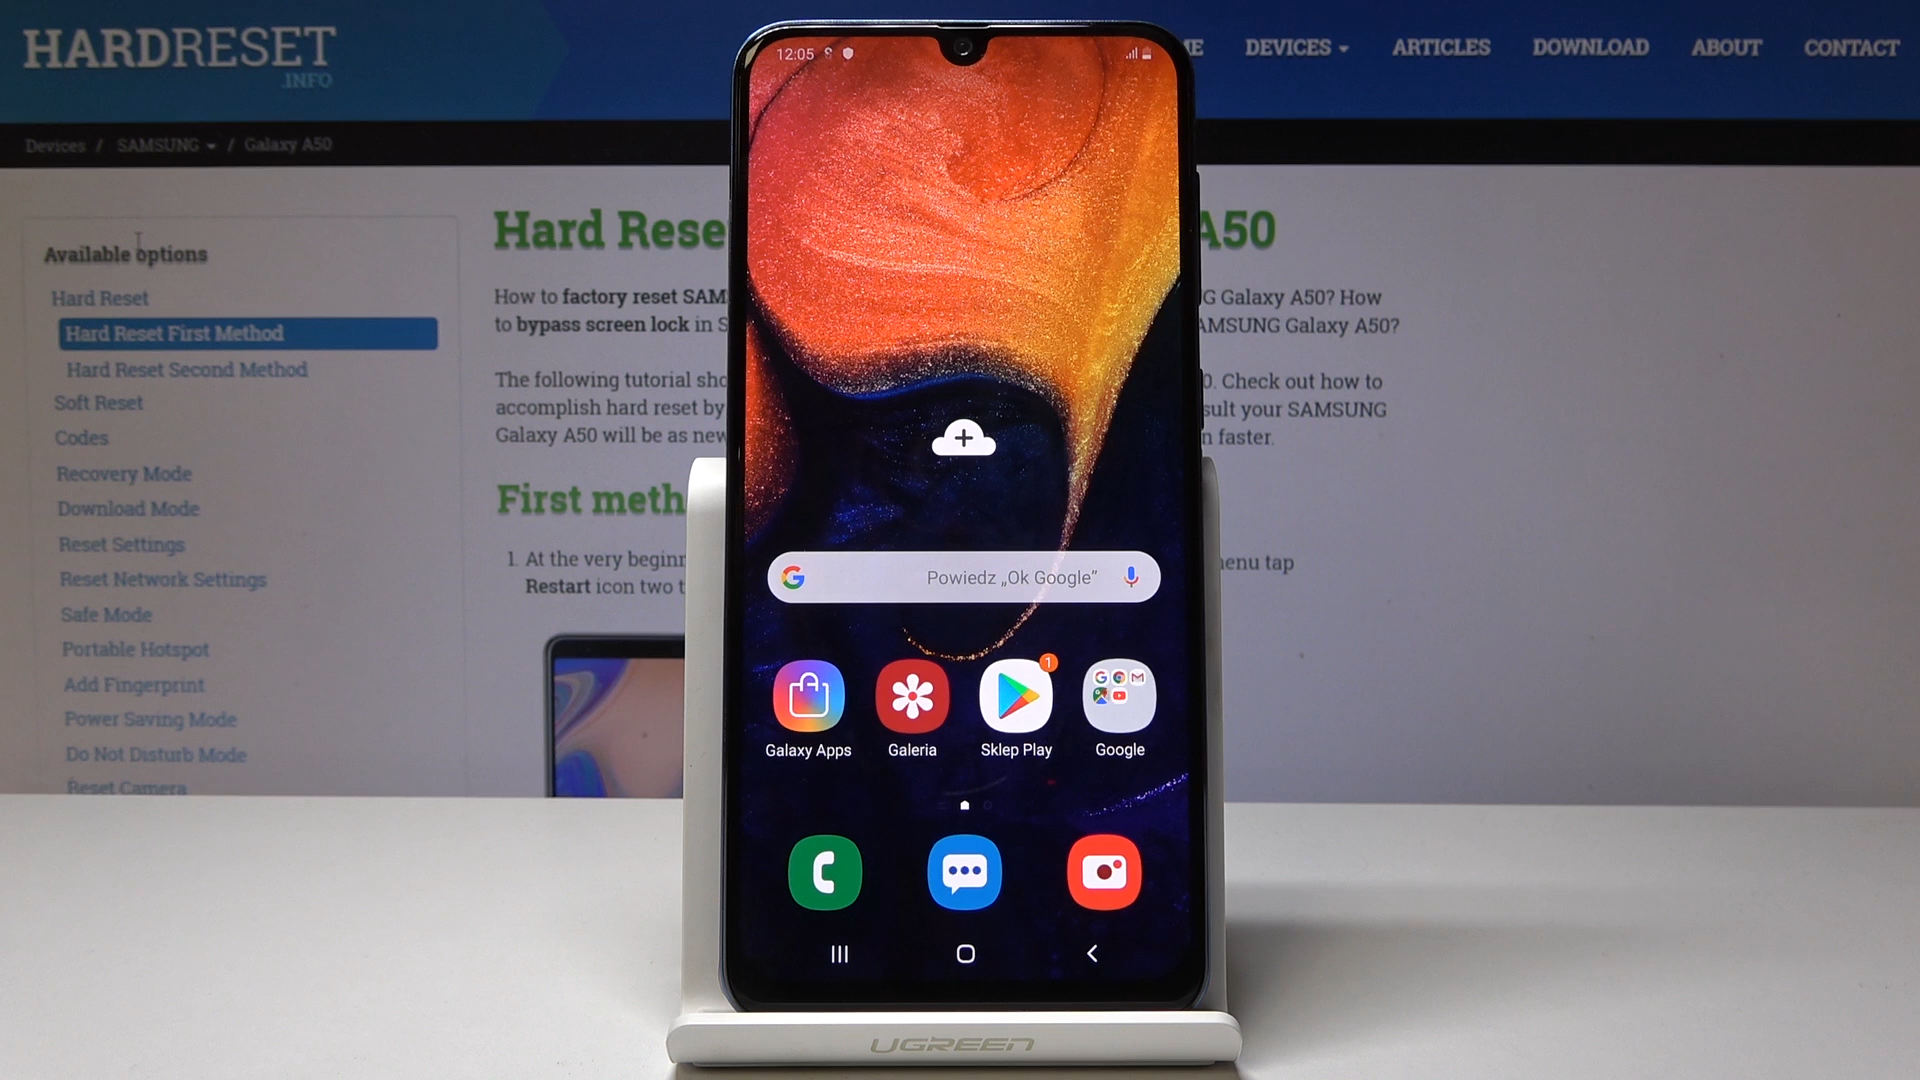 HARDRESET
.INFO
DEVICES
ARTICLES
DOWNLOAD
ABOUT
CONTACT
Devices / SAMSUNG / Galaxy A50
Available options
Hard Reset
Hard Reset First Method
Hard Reset Second Method
Soft Reset
Codes
Recovery Mode
Download Mode
Reset Settings
Reset Network Settings
Safe Mode
Portable Hotspot
Add Fingerprint
Power Saving Mode
Do Not Disturb Mode
Reset Camera
Hard Rese A50
How to factory reset SAM G Galaxy A50? How
to bypass screen lock in S AMSUNG Galaxy A50?
The following tutorial sho 0. Check out how to
accomplish hard reset by sult your SAMSUNG
Galaxy A50 will be as new n faster.
First meth
1. At the very beginn menu tap
Restart icon two t
12:05
Powiedz „Ok Google”
1
Galaxy Apps
Galeria
Sklep Play
Google
UGREEN